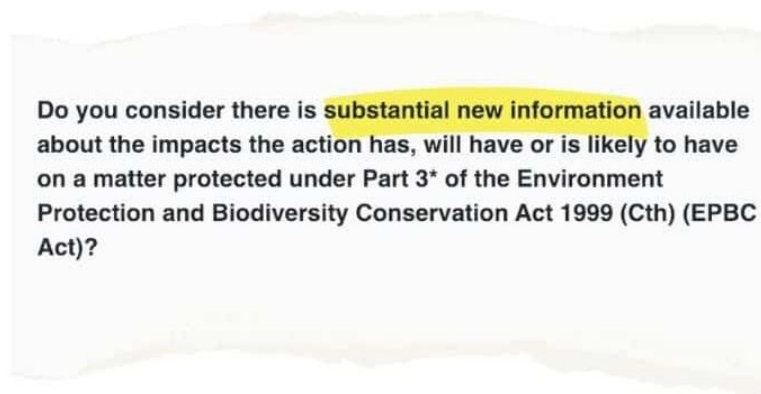 Do you consider there is substantial new information available
about the impacts the action has, will have or is likely to have
on a matter protected under Part 3* of the Environment
Protection and Biodiversity Conservation Act 1999 (Cth) (EPBC
Act)?